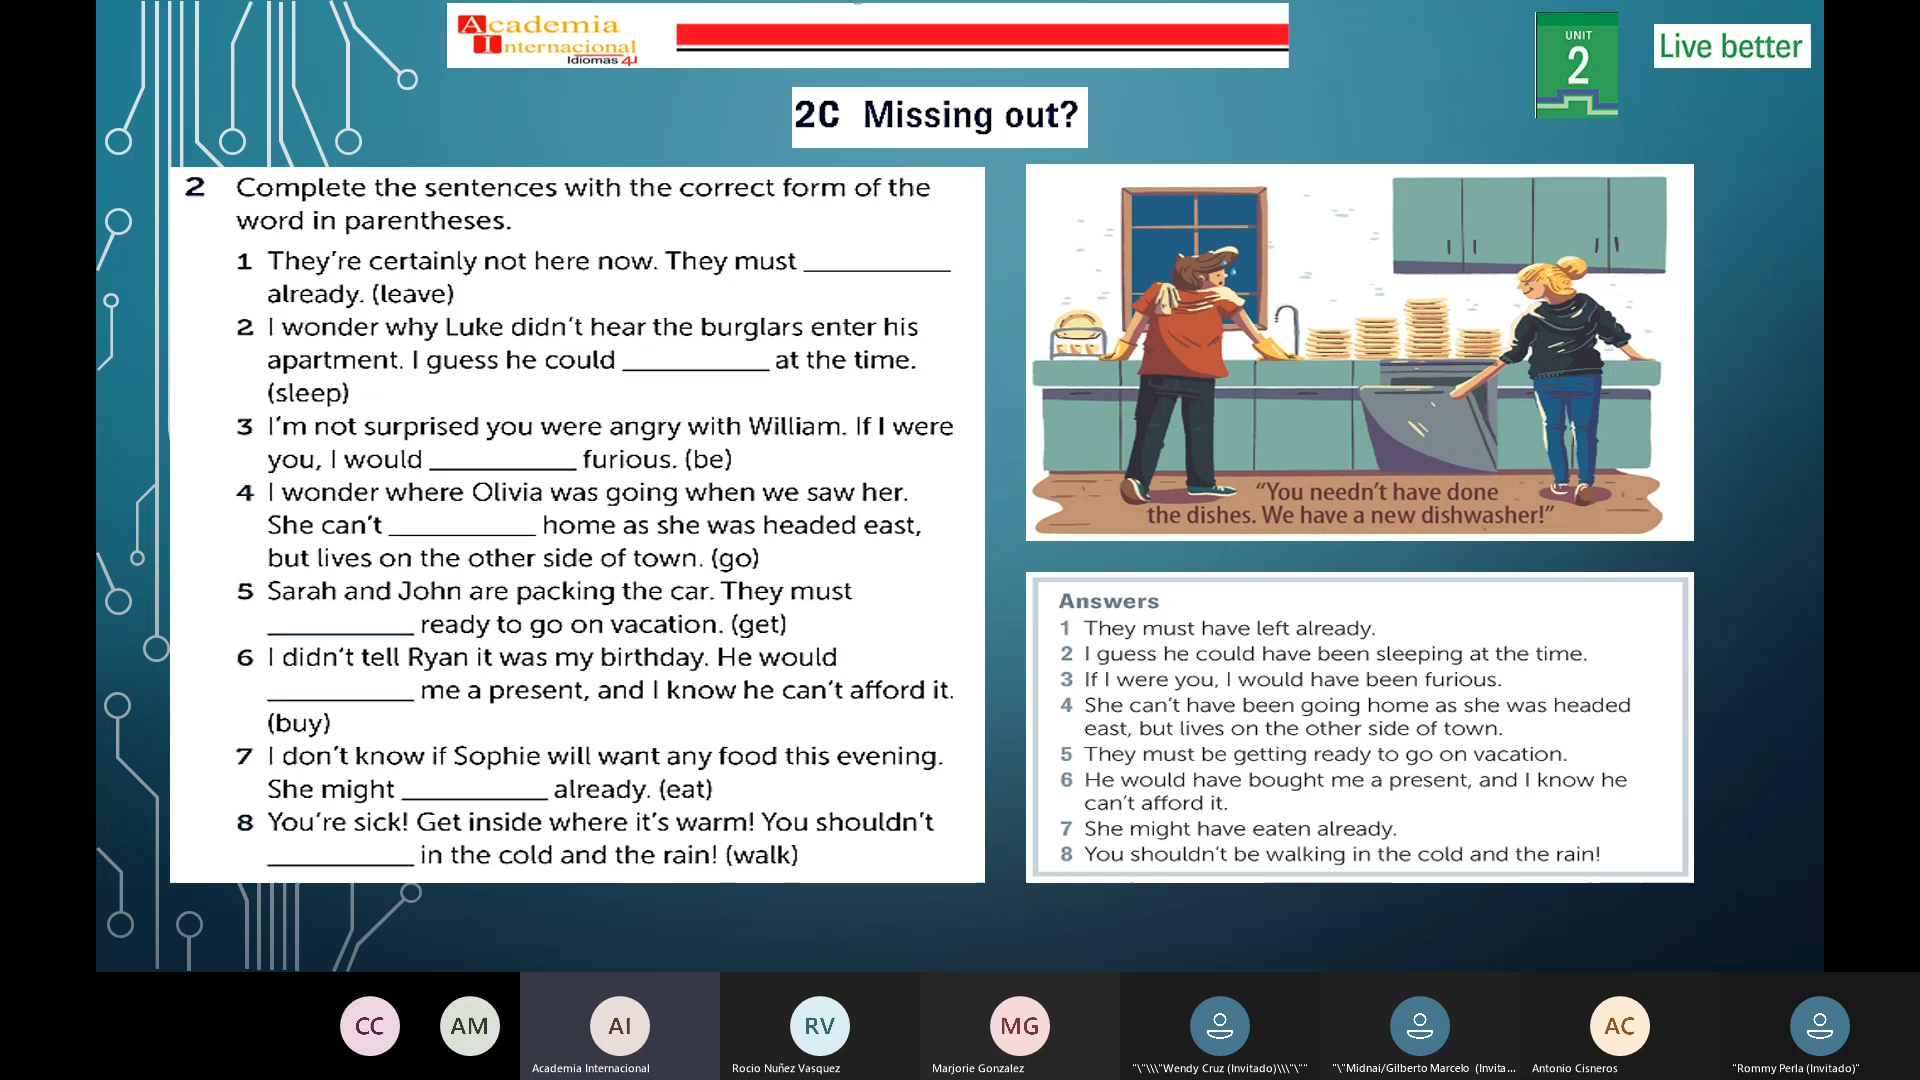 Academia
Internacional
Idiomas 4U
UNIT
2
Live better
2C Missing out?
2 Complete the sentences with the correct form of the
word in parentheses.
1 They're certainly not here now. They must ___________
already. (leave)
2 I wonder why Luke didn't hear the burglars enter his
apartment. I guess he could ___________ at the time.
(sleep)
3 I'm not surprised you were angry with William. If I were
you, I would ___________ furious. (be)
4 I wonder where Olivia was going when we saw her.
She can't ___________ home as she was headed east,
but lives on the other side of town. (go)
5 Sarah and John are packing the car. They must
___________ ready to go on vacation. (get)
6 I didn't tell Ryan it was my birthday. He would
___________ me a present, and I know he can't afford it.
(buy)
7 I don't know if Sophie will want any food this evening.
She might ___________ already. (eat)
8 You're sick! Get inside where it's warm! You shouldn't
___________ in the cold and the rain! (walk)
"You needn't have done
the dishes. We have a new dishwasher!"
Answers
1 They must have left already.
2 I guess he could have been sleeping at the time.
3 If I were you, I would have been furious.
4 She can't have been going home as she was headed
east, but lives on the other side of town.
5 They must be getting ready to go on vacation.
6 He would have bought me a present, and I know he
can't afford it.
7 She might have eaten already.
8 You shouldn't be walking in the cold and the rain!
CC
AM
AI
RV
MG
AC
Academia Internacional
Rocio Nuñez Vasquez
Marjorie Gonzalez
"\"\\\"Wendy Cruz (Invitado)\\\"\""
"\"Midnai/Gilberto Marcelo (Invita...
Antonio Cisneros
"Rommy Perla (Invitado)"